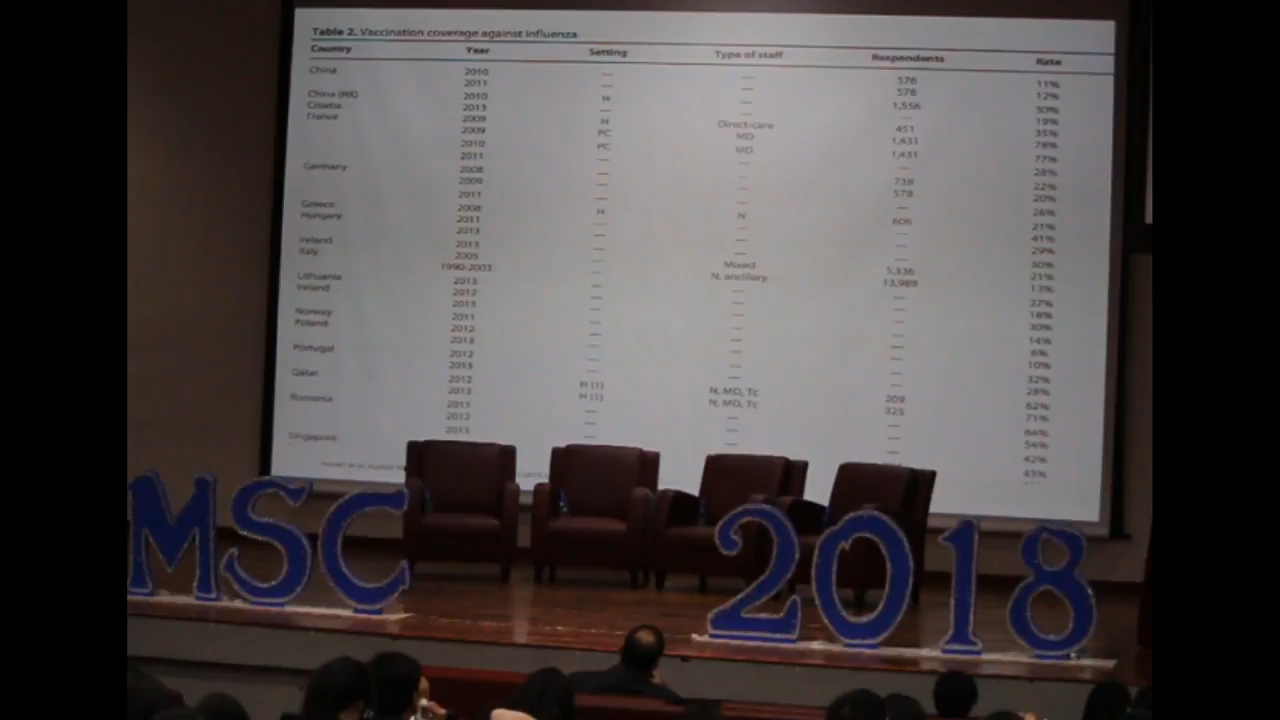 Table 2. Vaccination coverage against influenza
Country Year Setting Type of staff Respondents Rate
China 2010 — — 576 11%
2011 — — 576 12%
China (HK) 2010 H — 1,556 30%
Croatia 2013 — — — 19%
France 2009 H Direct-care 451 35%
2009 PC MD 1,431 78%
2010 PC MD 1,431 77%
2011 — — — 28%
Germany 2008 — — 738 22%
2009 — — 578 20%
2011 — — — 26%
Greece 2008 H N 606 21%
Hungary 2011 — — — 41%
2013 — — — 29%
Ireland 2013 — — — 30%
Italy 2005 — Mixed 5,336 21%
1990-2003 — N, ancillary 13,989 13%
Lithuania 2013 — — — 37%
Ireland 2012 — — — 18%
2013 — — — 30%
Norway 2011 — — — 14%
Poland 2012 — — — 6%
2013 — — — 10%
Portugal 2012 — — — 32%
2013 — — — 28%
Qatar 2012 H (1) N, MD, Tc 209 62%
2013 H (1) N, MD, Tc 325 71%
Romania 2011 — — — 64%
2012 — — — 54%
2013 — — — 42%
Singapore 43%
MSC 2018